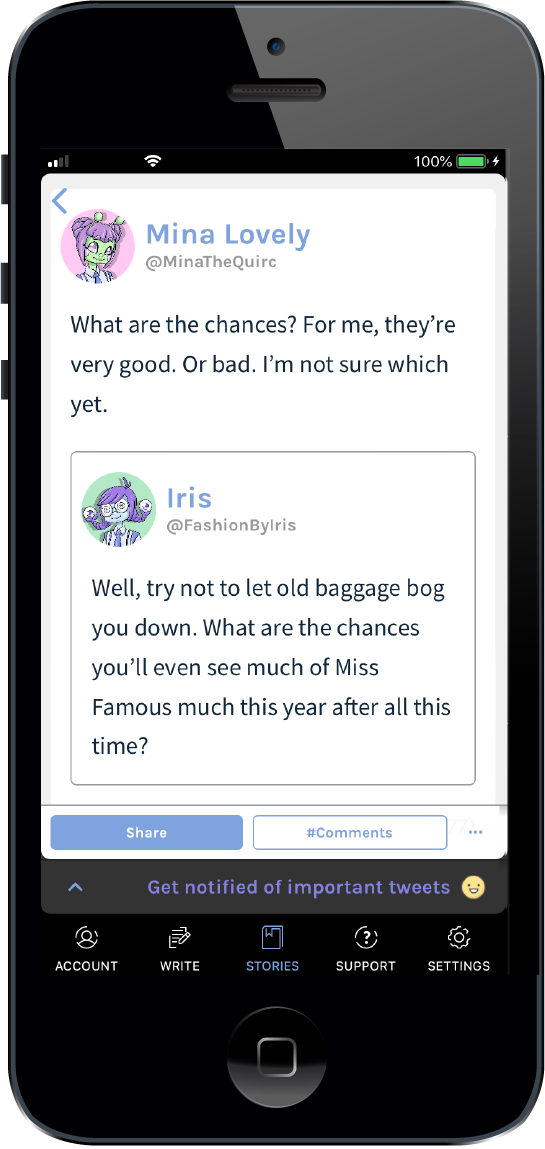 100%
Mina Lovely
@MinaTheQuirc
What are the chances? For me, they’re
very good. Or bad. I’m not sure which
yet.
Iris
@FashionByIris
Well, try not to let old baggage bog
you down. What are the chances
you’ll even see much of Miss
Famous much this year after all this
time?
Share
#Comments
...
Get notified of important tweets
ACCOUNT
WRITE
STORIES
SUPPORT
SETTINGS